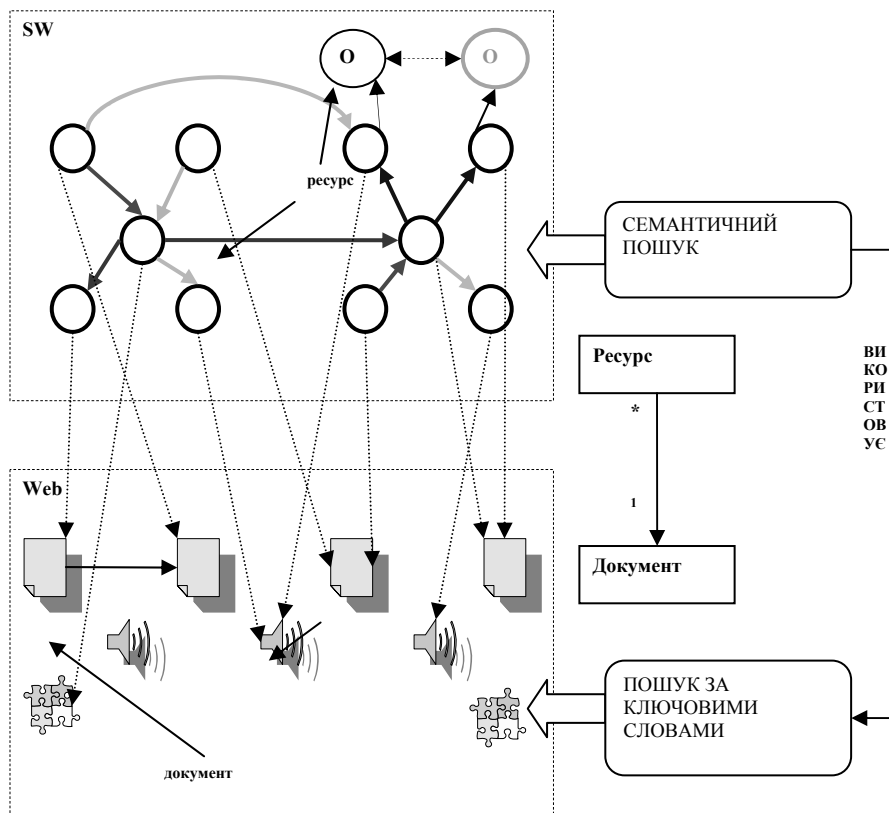 SW
О
О
ресурс
СЕМАНТИЧНИЙ
ПОШУК
Ресурс
*
1
Документ
ВИ
КО
РИ
СТ
ОВ
УЄ
Web
ПОШУК ЗА
КЛЮЧОВИМИ
СЛОВАМИ
документ